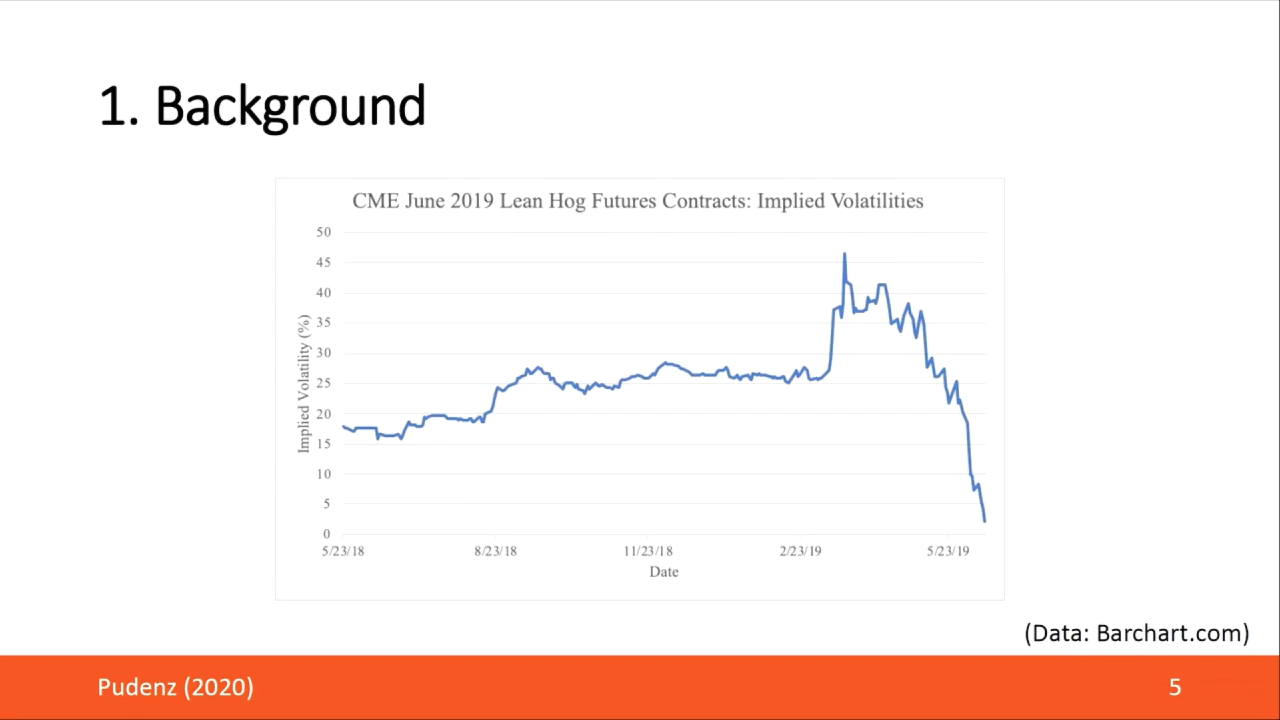 1. Background
CME June 2019 Lean Hog Futures Contracts: Implied Volatilities
Implied Volatility (%)
50
45
40
35
30
25
20
15
10
5
0
5/23/18
8/23/18
11/23/18
2/23/19
5/23/19
Date
(Data: Barchart.com)
Pudenz (2020)
5